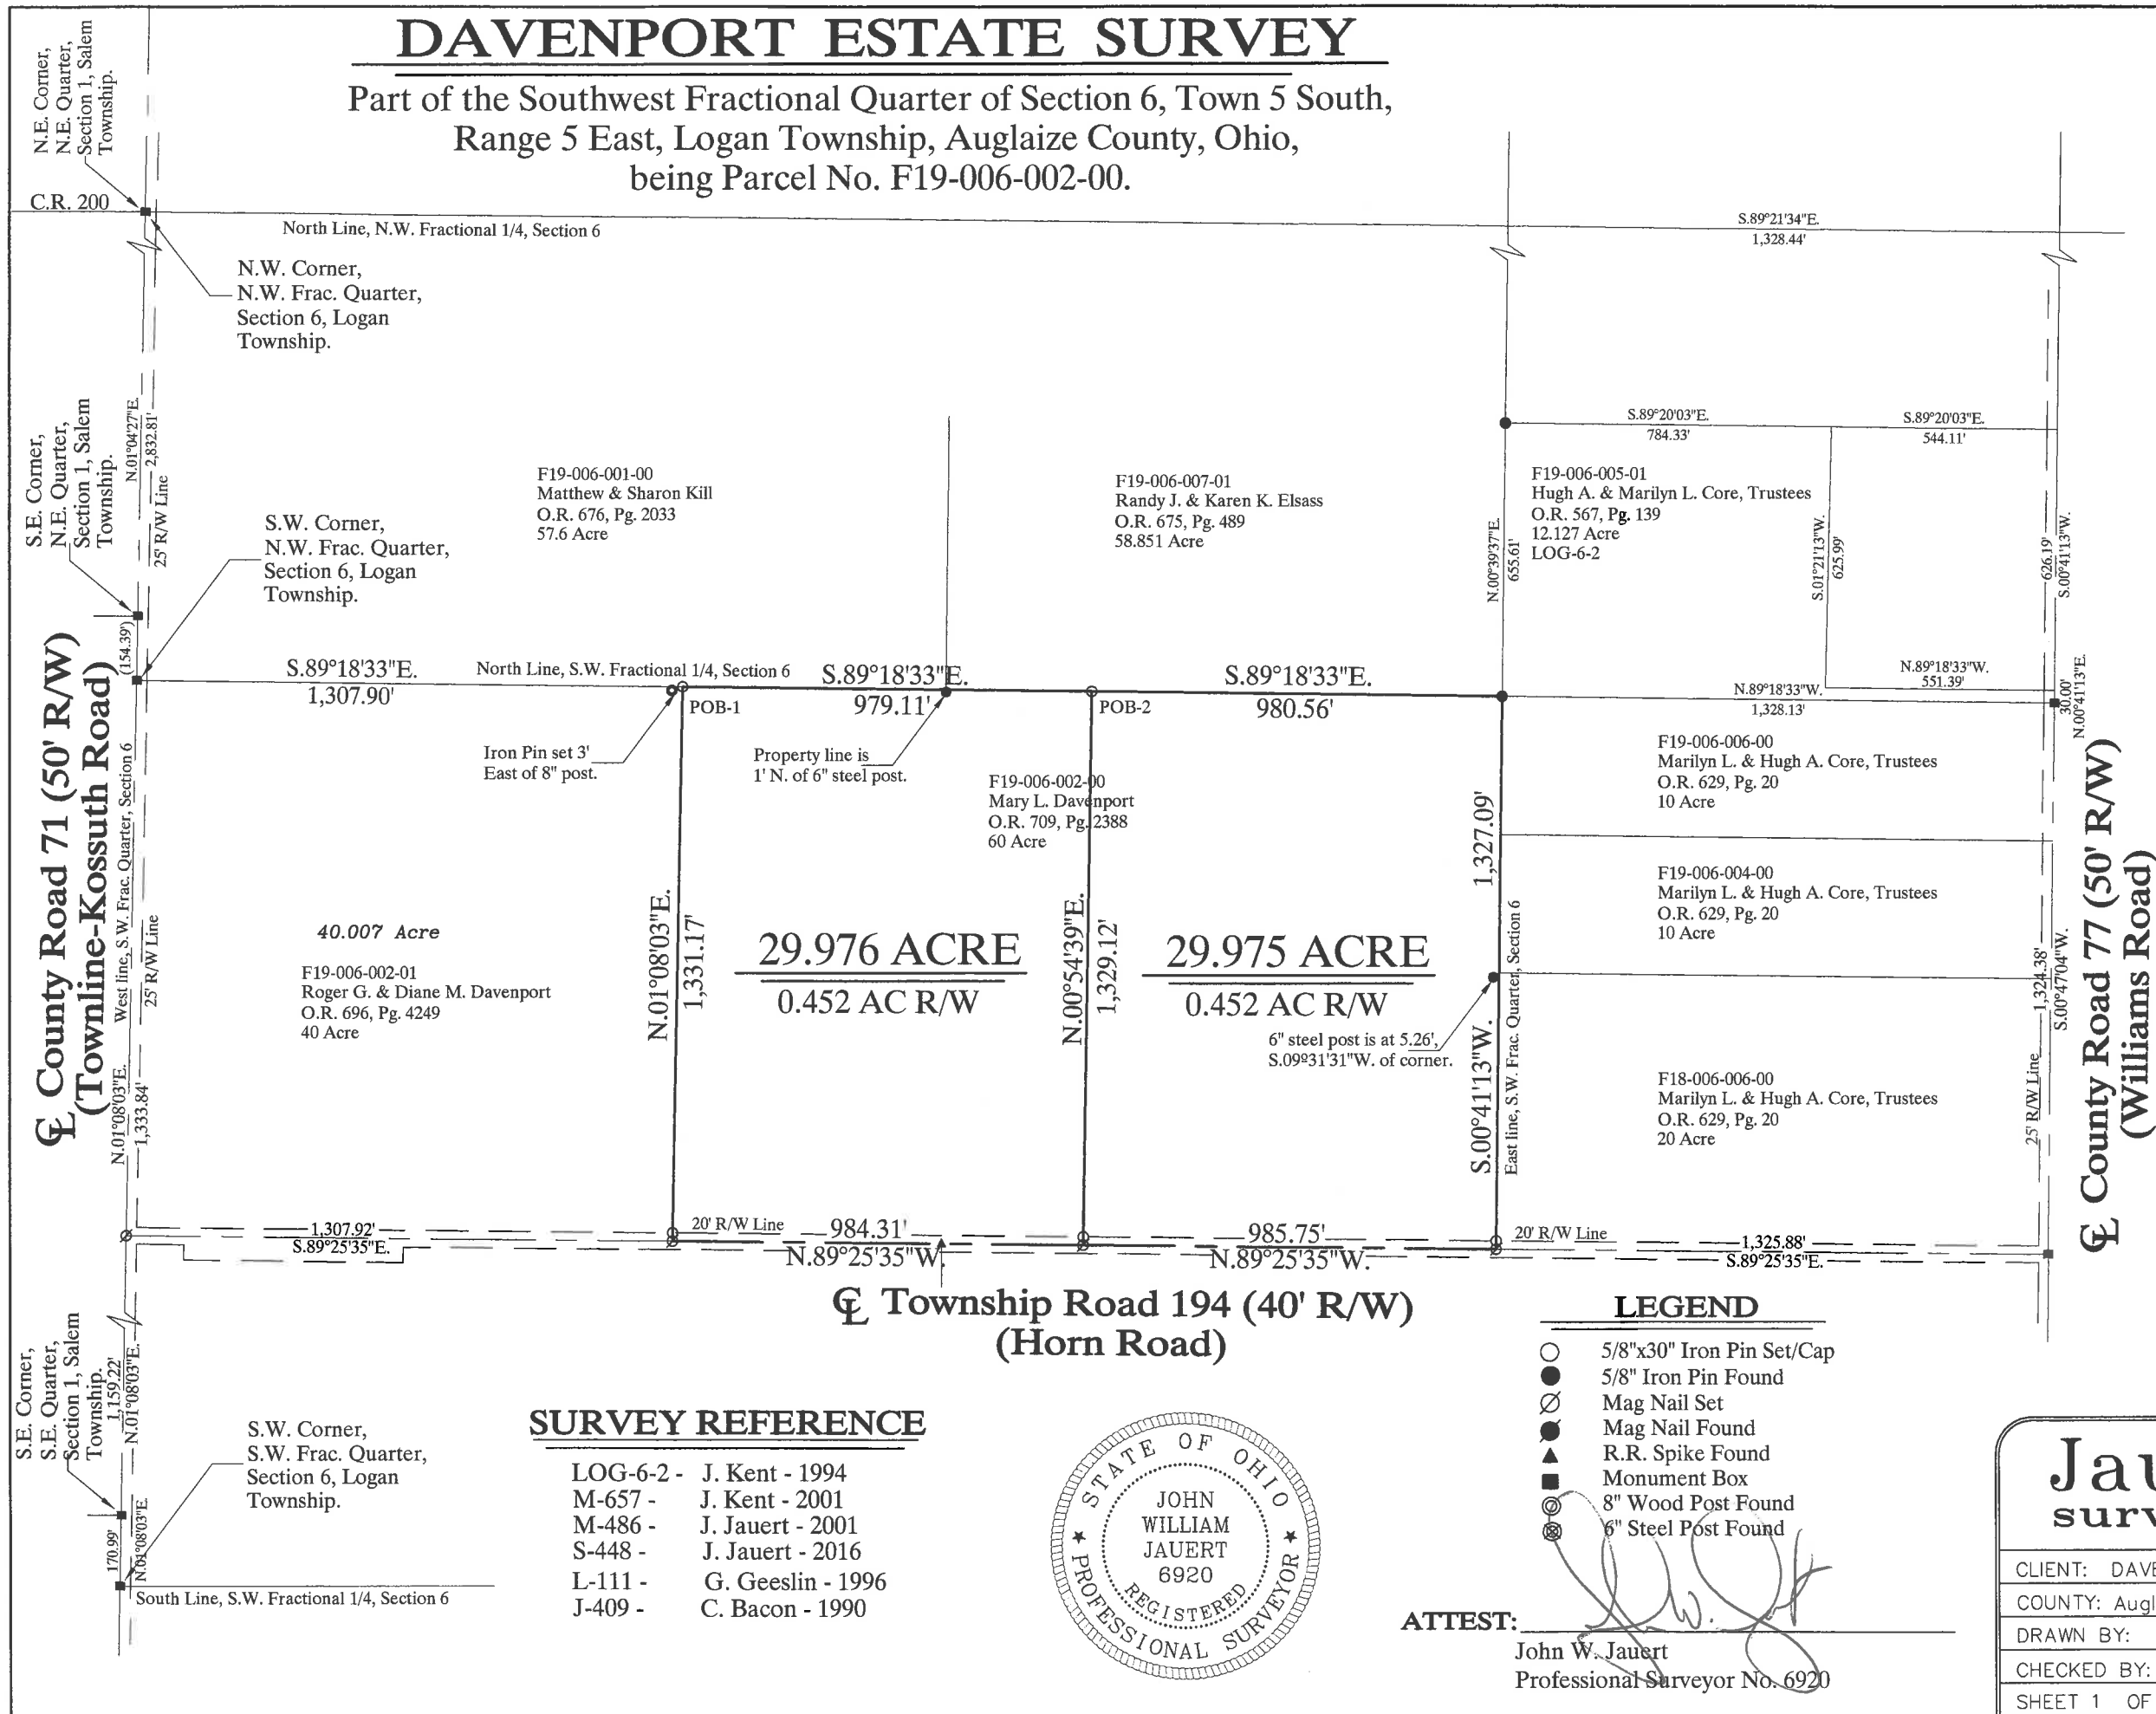 DAVENPORT ESTATE SURVEY
Part of the Southwest Fractional Quarter of Section 6, Town 5 South,
Range 5 East, Logan Township, Auglaize County, Ohio,
being Parcel No. F19-006-002-00.
N.E. Corner,
N.E. Quarter,
Section 1, Salem
Township.
C.R. 200
North Line, N.W. Fractional 1/4, Section 6
S.89°21'34"E.
1,328.44'
N.W. Corner,
N.W. Frac. Quarter,
Section 6, Logan
Township.
N.01°04'27"E.
2,832.81'
25' R/W Line
S.E. Corner,
N.E. Quarter,
Section 1, Salem
Township.
S.W. Corner,
N.W. Frac. Quarter,
Section 6, Logan
Township.
(154.39')
F19-006-001-00
Matthew & Sharon Kill
O.R. 676, Pg. 2033
57.6 Acre
F19-006-007-01
Randy J. & Karen K. Elsass
O.R. 675, Pg. 489
58.851 Acre
S.89°20'03"E.
784.33'
S.89°20'03"E.
544.11'
F19-006-005-01
Hugh A. & Marilyn L. Core, Trustees
O.R. 567, Pg. 139
12.127 Acre
LOG-6-2
N.00°39'37"E.
655.61'
S.01°21'13"W.
625.99'
626.19'
S.00°41'13"W.
S.89°18'33"E.
1,307.90'
North Line, S.W. Fractional 1/4, Section 6
S.89°18'33"E.
979.11'
S.89°18'33"E.
980.56'
N.89°18'33"W.
551.39'
N.89°18'33"W.
1,328.13'
30.00'
N.00°41'13"E.
POB-1
POB-2
Iron Pin set 3'
East of 8" post.
Property line is
1' N. of 6" steel post.
F19-006-002-00
Mary L. Davenport
O.R. 709, Pg. 2388
60 Acre
F19-006-006-00
Marilyn L. & Hugh A. Core, Trustees
O.R. 629, Pg. 20
10 Acre
F19-006-004-00
Marilyn L. & Hugh A. Core, Trustees
O.R. 629, Pg. 20
10 Acre
F18-006-006-00
Marilyn L. & Hugh A. Core, Trustees
O.R. 629, Pg. 20
20 Acre
℄ County Road 71 (50' R/W)
(Townline-Kossuth Road)
West line, S.W. Frac. Quarter, Section 6
25' R/W Line
N.01°08'03"E.
1,333.84'
40.007 Acre
F19-006-002-01
Roger G. & Diane M. Davenport
O.R. 696, Pg. 4249
40 Acre
N.01°08'03"E.
1,331.17'
29.976 ACRE
0.452 AC R/W
N.00°54'39"E.
1,329.12'
29.975 ACRE
0.452 AC R/W
6" steel post is at 5.26',
S.09º31'31"W. of corner.
1,327.09'
S.00°41'13"W.
East line, S.W. Frac. Quarter, Section 6
1,324.38'
S.00°47'04"W.
25' R/W Line
℄ County Road 77 (50' R/W)
(Williams Road)
1,307.92'
S.89°25'35"E.
20' R/W Line
984.31'
N.89°25'35"W.
985.75'
N.89°25'35"W.
20' R/W Line
1,325.88'
S.89°25'35"E.
℄ Township Road 194 (40' R/W)
(Horn Road)
S.E. Corner,
S.E. Quarter,
Section 1, Salem
Township.
1,159.22'
N.01°08'03"E.
S.W. Corner,
S.W. Frac. Quarter,
Section 6, Logan
Township.
170.99'
N.01°08'03"E
South Line, S.W. Fractional 1/4, Section 6
SURVEY REFERENCE
LOG-6-2 - J. Kent - 1994
M-657 - J. Kent - 2001
M-486 - J. Jauert - 2001
S-448 - J. Jauert - 2016
L-111 - G. Geeslin - 1996
J-409 - C. Bacon - 1990
STATE OF OHIO
JOHN
WILLIAM
JAUERT
6920
REGISTERED
PROFESSIONAL SURVEYOR
LEGEND
5/8"x30" Iron Pin Set/Cap
5/8" Iron Pin Found
Mag Nail Set
Mag Nail Found
R.R. Spike Found
Monument Box
8" Wood Post Found
6" Steel Post Found
ATTEST:
John W. Jauert
Professional Surveyor No. 6920
CLIENT:
COUNTY:
DRAWN BY:
CHECKED BY:
SHEET 1 OF